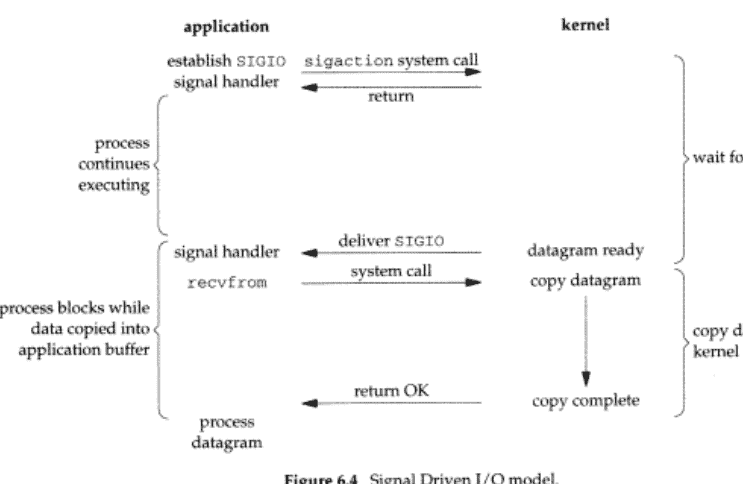 application
kernel
establish SIGIO
signal handler
sigaction system call
return
process
continues
executing
wait fo
signal handler
deliver SIGIO
datagram ready
recvfrom
system call
copy datagram
process blocks while
data copied into
application buffer
copy d
kernel
return OK
copy complete
process
datagram
Figure 6.4 Signal Driven I/O model.